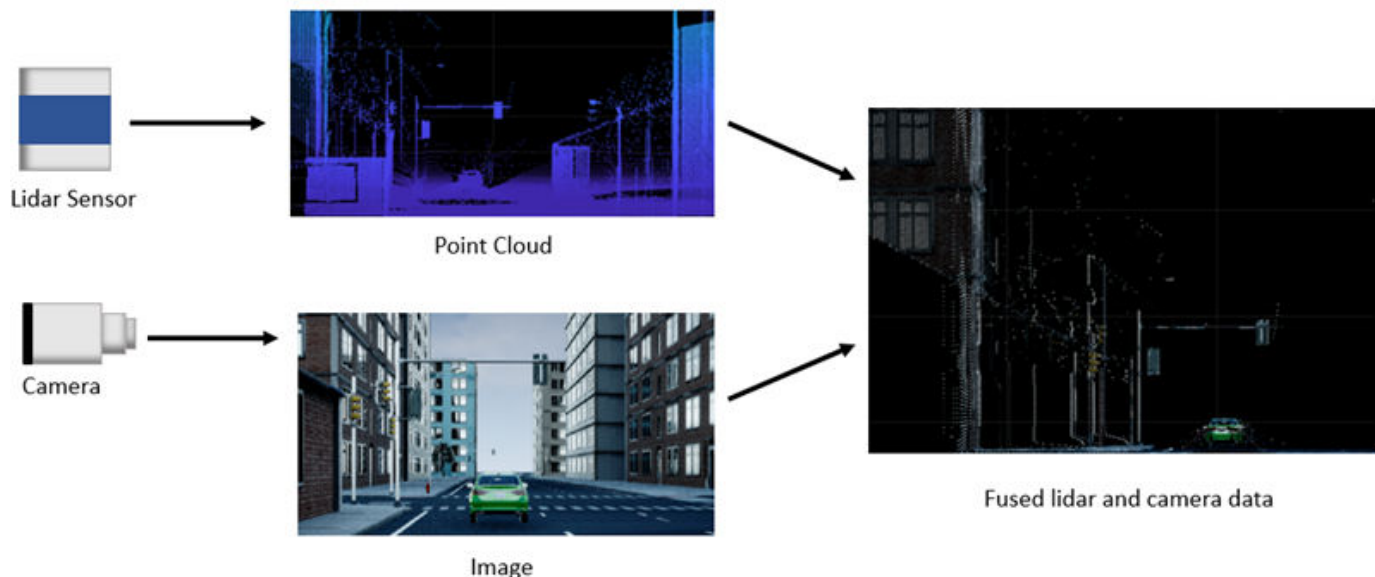 Lidar Sensor
Point Cloud
Camera
Image
Fused lidar and camera data